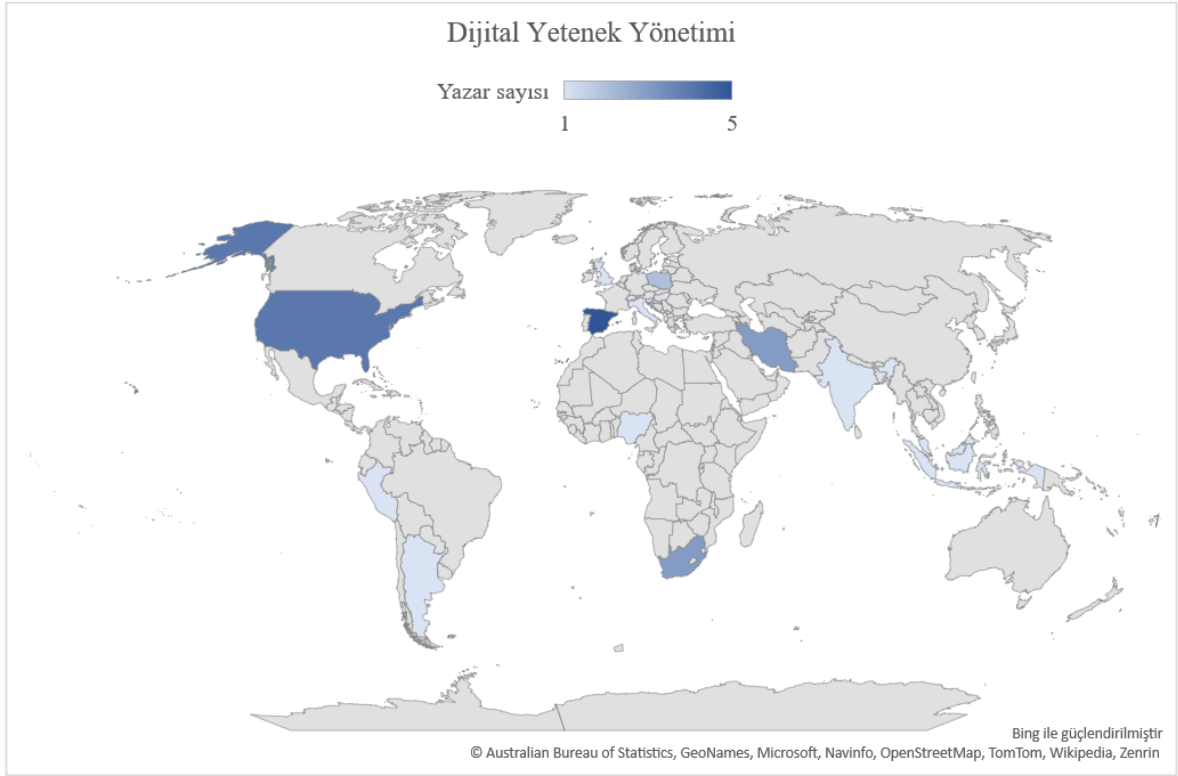 Dijital Yetenek Yönetimi
Yazar sayısı
1 5
Bing ile güçlendirilmiştir
© Australian Bureau of Statistics, GeoNames, Microsoft, Navinfo, OpenStreetMap, TomTom, Wikipedia, Zenrin